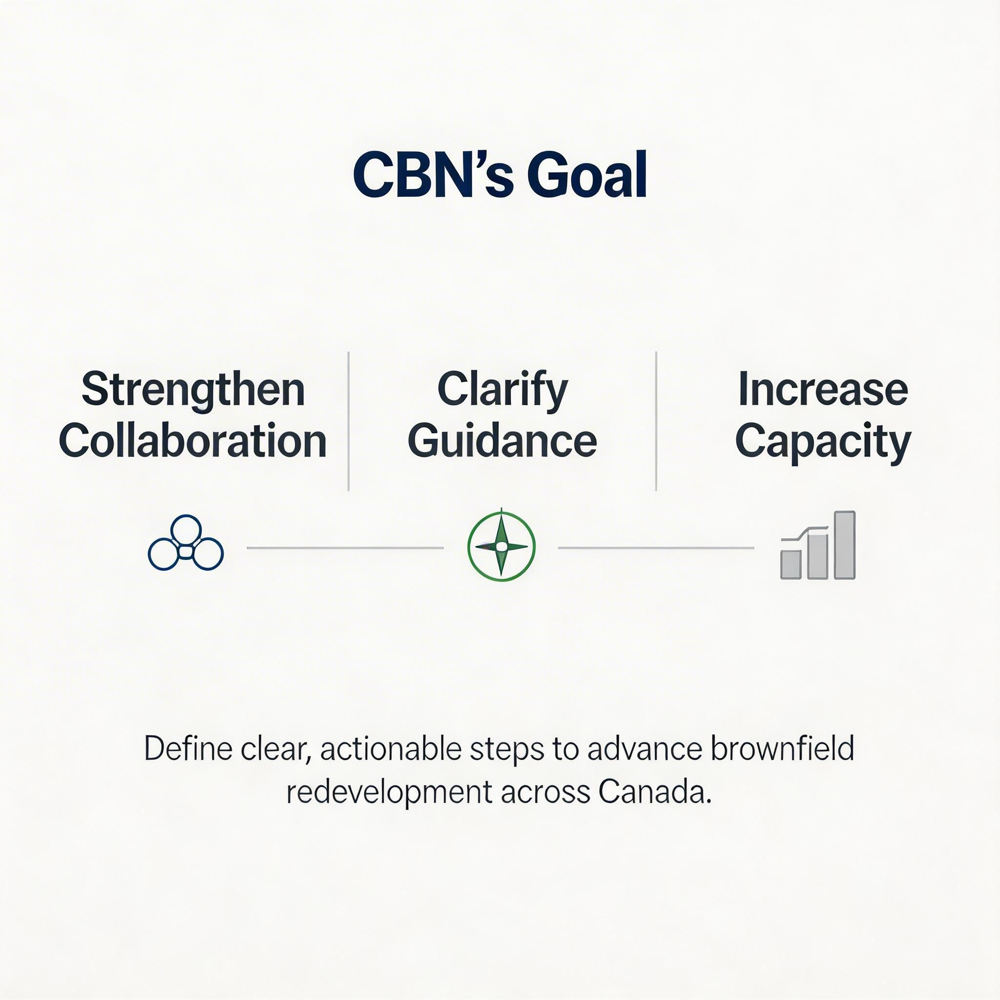 CBN’s Goal
Strengthen
Collaboration
Clarify
Guidance
Increase
Capacity
Define clear, actionable steps to advance brownfield
redevelopment across Canada.